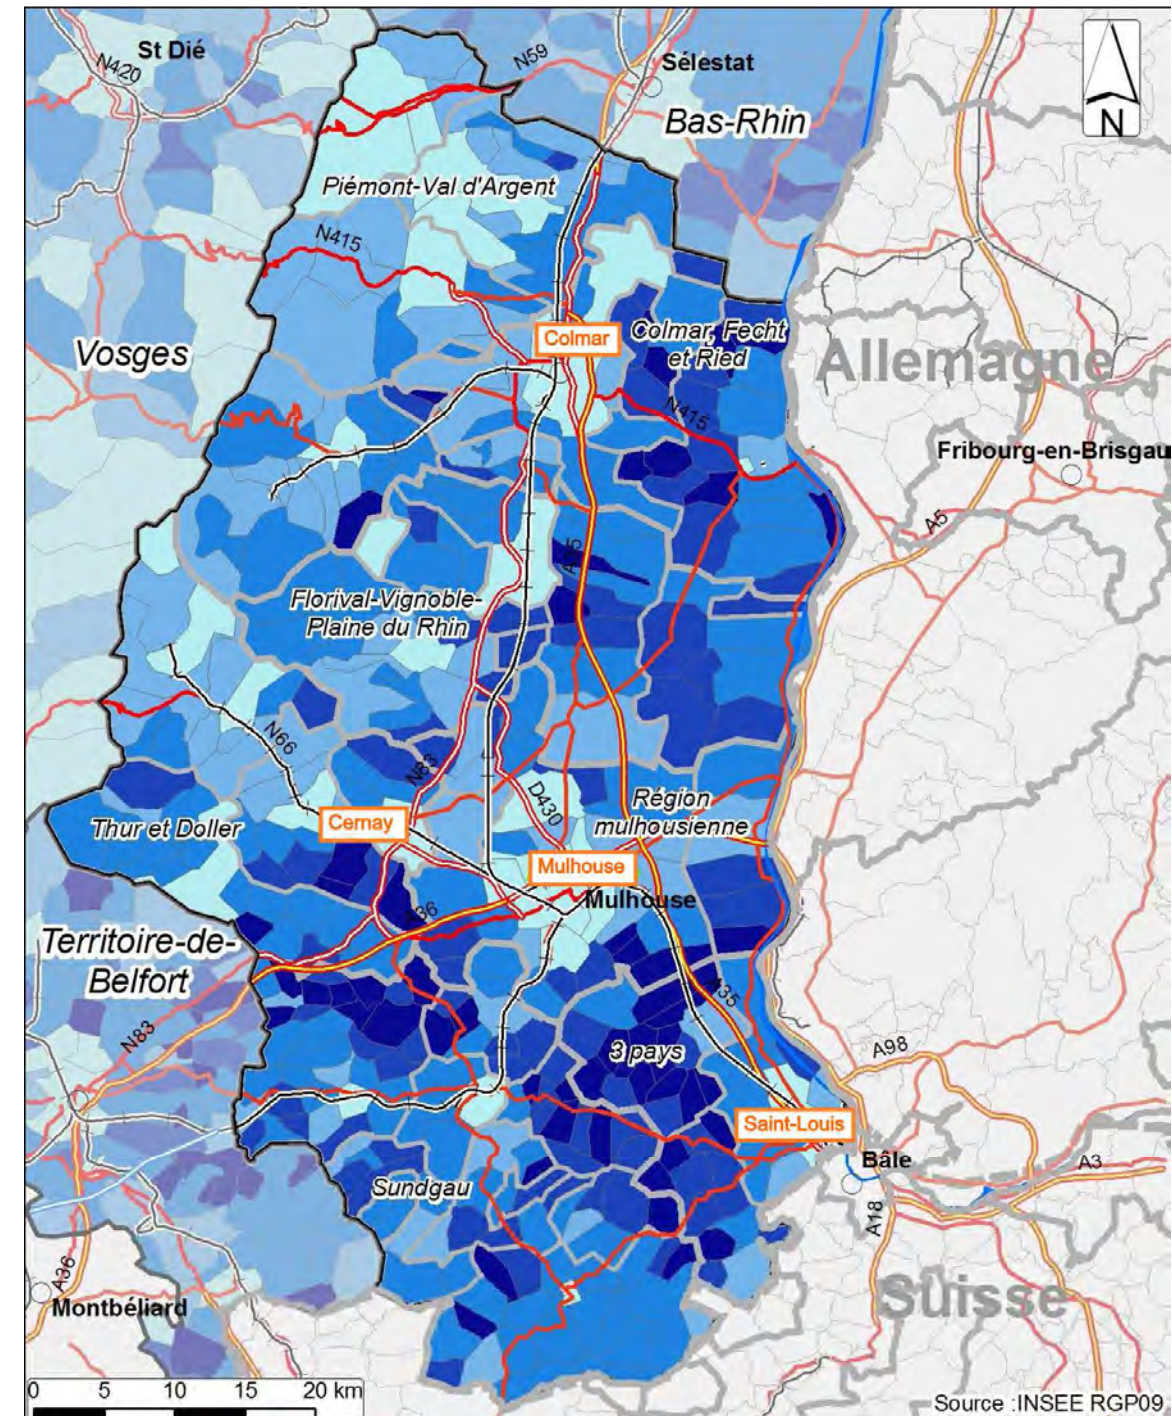 St Dié
N420
N59
Sélestat
Bas-Rhin
N
Piémont-Val d'Argent
N415
Vosges
Colmar
Colmar, Fecht
et Ried
Allemagne
N415
Fribourg-en-Brisgau
A5
Florival-Vignoble-
Plaine du Rhin
N66
N83
D430
Cernay
Région
mulhousienne
Thur et Doller
Mulhouse
Mulhouse
A36
Territoire-de-
Belfort
A35
N83
3 pays
A98
Saint-Louis
Bâle
A3
Sundgau
A18
A36
Montbéliard
Suisse
0 5 10 15 20 km
Source :INSEE RGP09